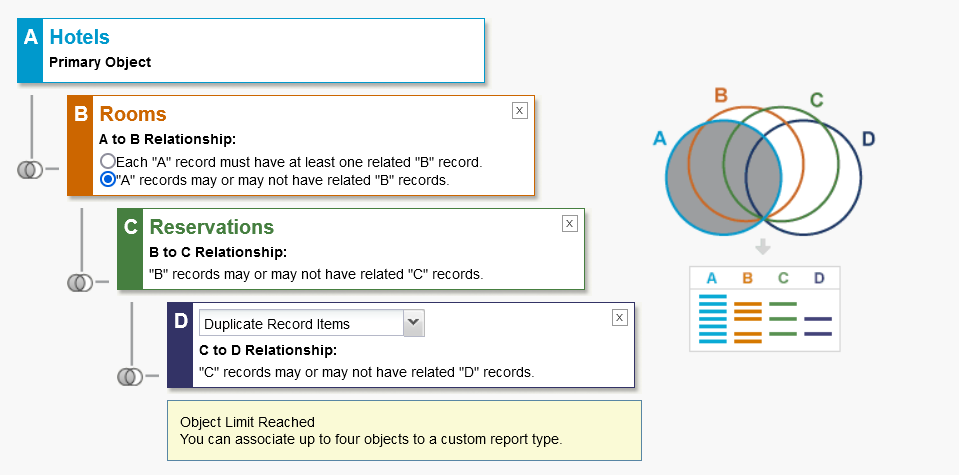 A Hotels
Primary Object
B Rooms
x
A to B Relationship:
Each "A" record must have at least one related "B" record.
"A" records may or may not have related "B" records.
C Reservations
x
B to C Relationship:
"B" records may or may not have related "C" records.
D Duplicate Record Items
x
C to D Relationship:
"C" records may or may not have related "D" records.
Object Limit Reached
You can associate up to four objects to a custom report type.
B
C
A
D
A B C D